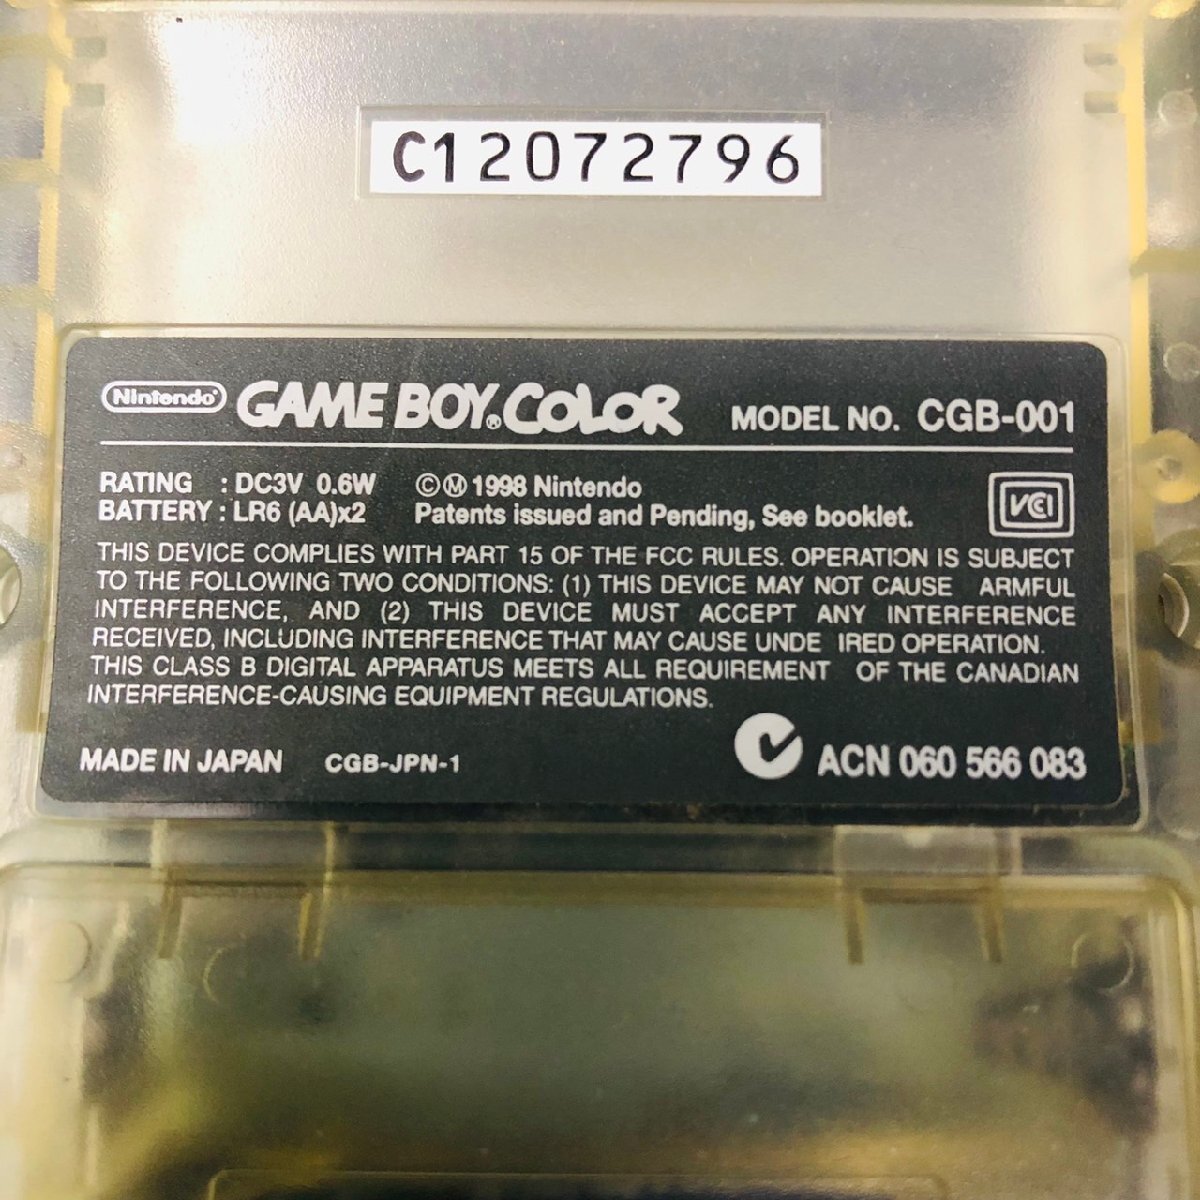 C12072796
Nintendo® GAME BOY® COLOR MODEL NO. CGB-001
RATING : DC3V 0.6W ©Ⓜ 1998 Nintendo
BATTERY : LR6 (AA)x2 Patents issued and Pending, See booklet.
VCI
THIS DEVICE COMPLIES WITH PART 15 OF THE FCC RULES. OPERATION IS SUBJECT
TO THE FOLLOWING TWO CONDITIONS: (1) THIS DEVICE MAY NOT CAUSE ARMFUL
INTERFERENCE, AND (2) THIS DEVICE MUST ACCEPT ANY INTERFERENCE
RECEIVED, INCLUDING INTERFERENCE THAT MAY CAUSE UNDE IRED OPERATION.
THIS CLASS B DIGITAL APPARATUS MEETS ALL REQUIREMENT OF THE CANADIAN
INTERFERENCE-CAUSING EQUIPMENT REGULATIONS.
MADE IN JAPAN CGB-JPN-1 ACN 060 566 083